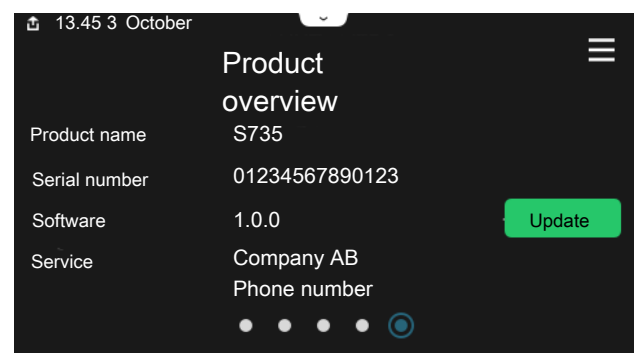 13.45 3 October
Product
overview
Product name S735
Serial number 01234567890123
Software 1.0.0 Update
Service Company AB
Phone number